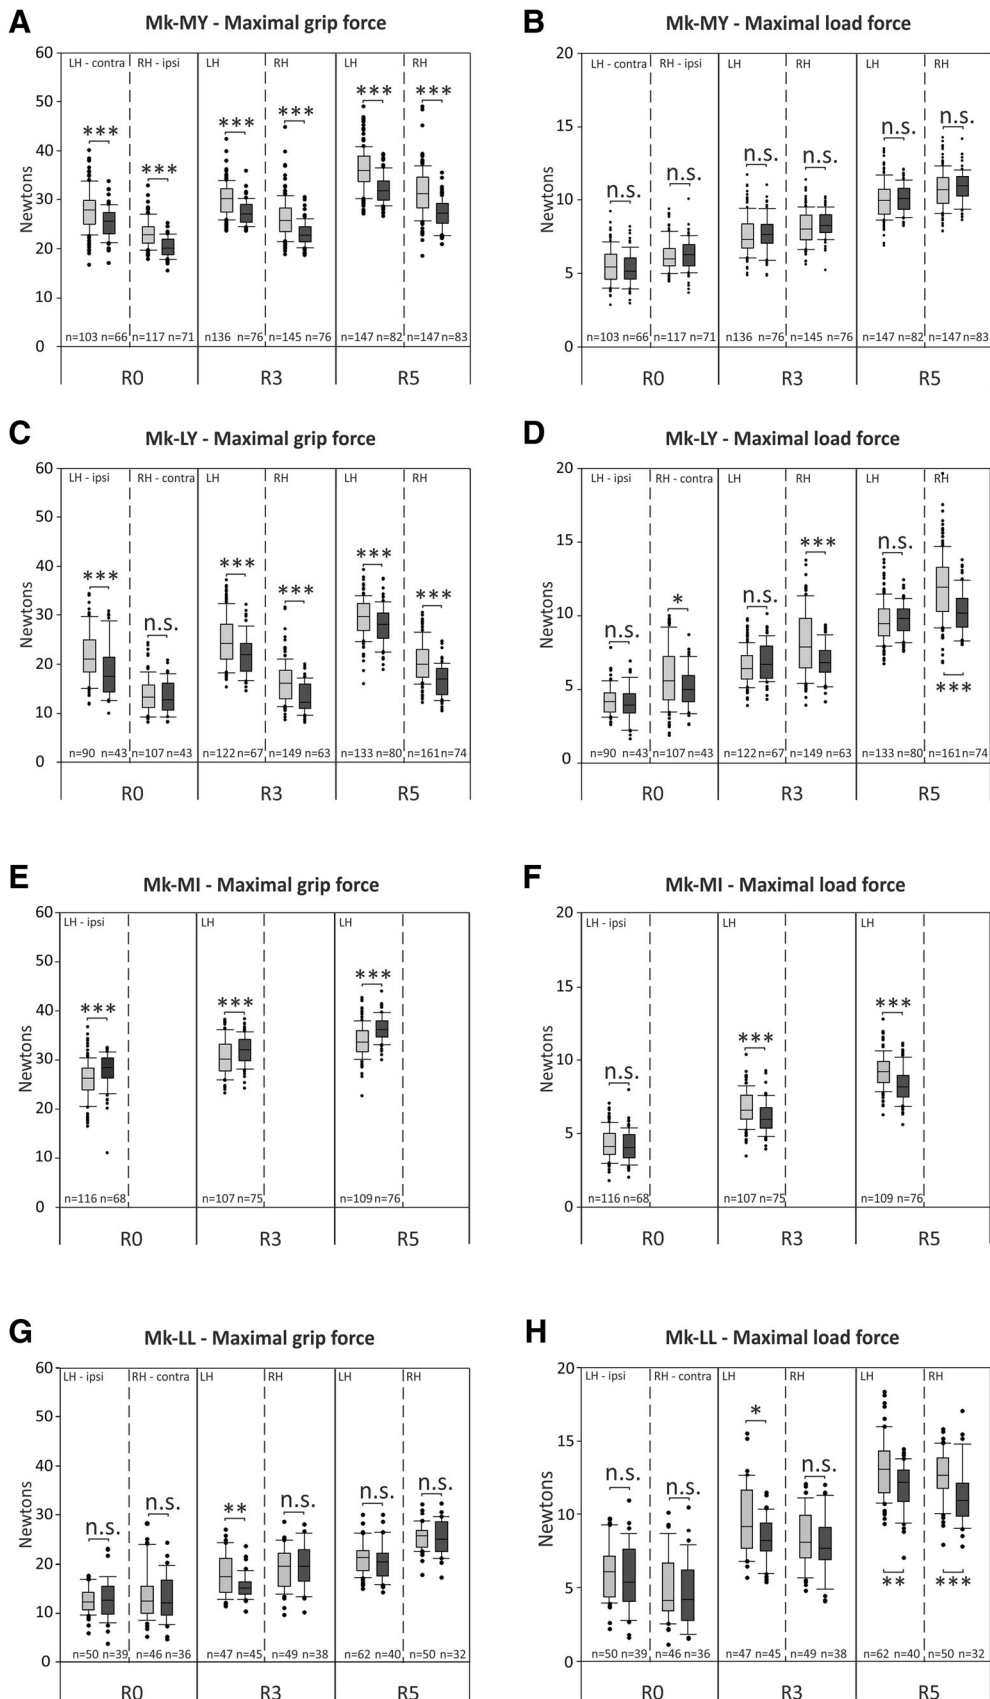 A
Mk-MY - Maximal grip force
60
LH - contra
RH - ipsi
LH
RH
LH
RH
50
***
***
***
***
***
***
40
30
20
10
n=103 n=66
n=117 n=71
n136 n=76
n=145 n=76
n=147 n=82
n=147 n=83
0
Newtons
R0
R3
R5
B
Mk-MY - Maximal load force
20
LH - contra
RH - ipsi
LH
RH
LH
RH
15
n.s.
n.s.
n.s.
n.s.
n.s.
n.s.
10
5
n=103 n=66
n=117 n=71
n136 n=76
n=145 n=76
n=147 n=82
n=147 n=83
0
Newtons
R0
R3
R5
C
Mk-LY - Maximal grip force
60
LH - ipsi
RH - contra
LH
RH
LH
RH
50
40
***
n.s.
***
***
***
***
30
20
10
n=90 n=43
n=107 n=43
n=122 n=67
n=149 n=63
n=133 n=80
n=161 n=74
0
Newtons
R0
R3
R5
D
Mk-LY - Maximal load force
20
LH - ipsi
RH - contra
LH
RH
LH
RH
15
n.s.
*
n.s.
***
n.s.
***
10
5
n=90 n=43
n=107 n=43
n=122 n=67
n=149 n=63
n=133 n=80
n=161 n=74
0
Newtons
R0
R3
R5
E
Mk-MI - Maximal grip force
60
LH - ipsi
LH
LH
50
***
***
***
40
30
20
10
n=116 n=68
n=107 n=75
n=109 n=76
0
Newtons
R0
R3
R5
F
Mk-MI - Maximal load force
20
LH - ipsi
LH
LH
15
n.s.
***
***
10
5
n=116 n=68
n=107 n=75
n=109 n=76
0
Newtons
R0
R3
R5
G
Mk-LL - Maximal grip force
60
LH - ipsi
RH - contra
LH
RH
LH
RH
50
40
n.s.
n.s.
**
n.s.
n.s.
n.s.
30
20
10
n=50 n=39
n=46 n=36
n=47 n=45
n=49 n=38
n=62 n=40
n=50 n=32
0
Newtons
R0
R3
R5
H
Mk-LL - Maximal load force
20
LH - ipsi
RH - contra
LH
RH
LH
RH
15
n.s.
n.s.
*
n.s.
**
***
10
5
n=50 n=39
n=46 n=36
n=47 n=45
n=49 n=38
n=62 n=40
n=50 n=32
0
Newtons
R0
R3
R5